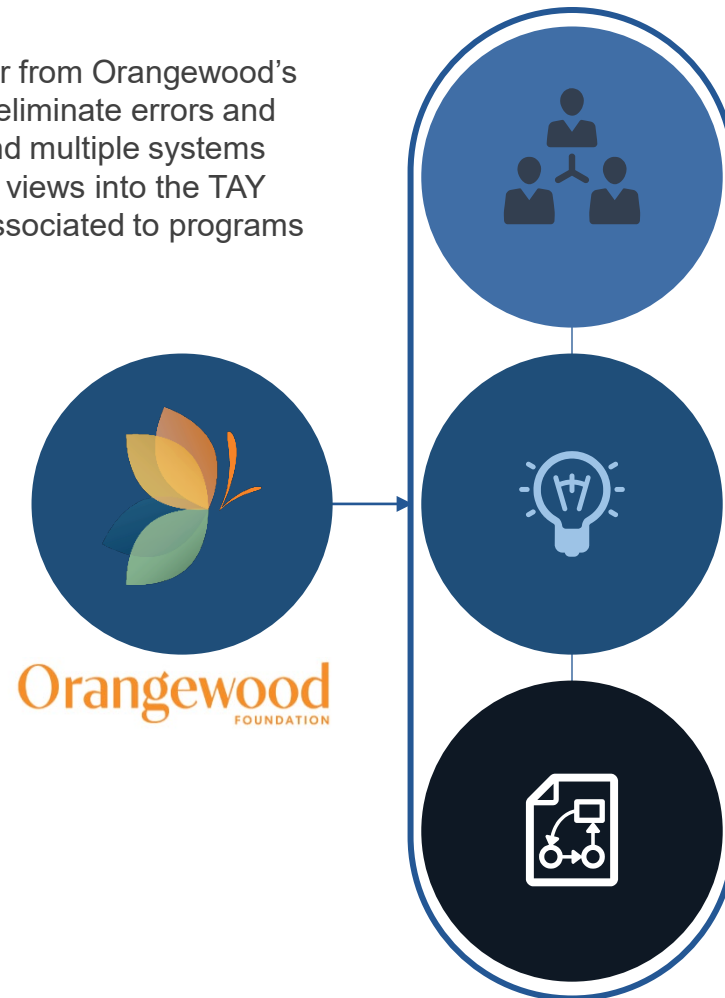 r from Orangewood’s
eliminate errors and
nd multiple systems
views into the TAY
ssociated to programs
Orangewood
FOUNDATION